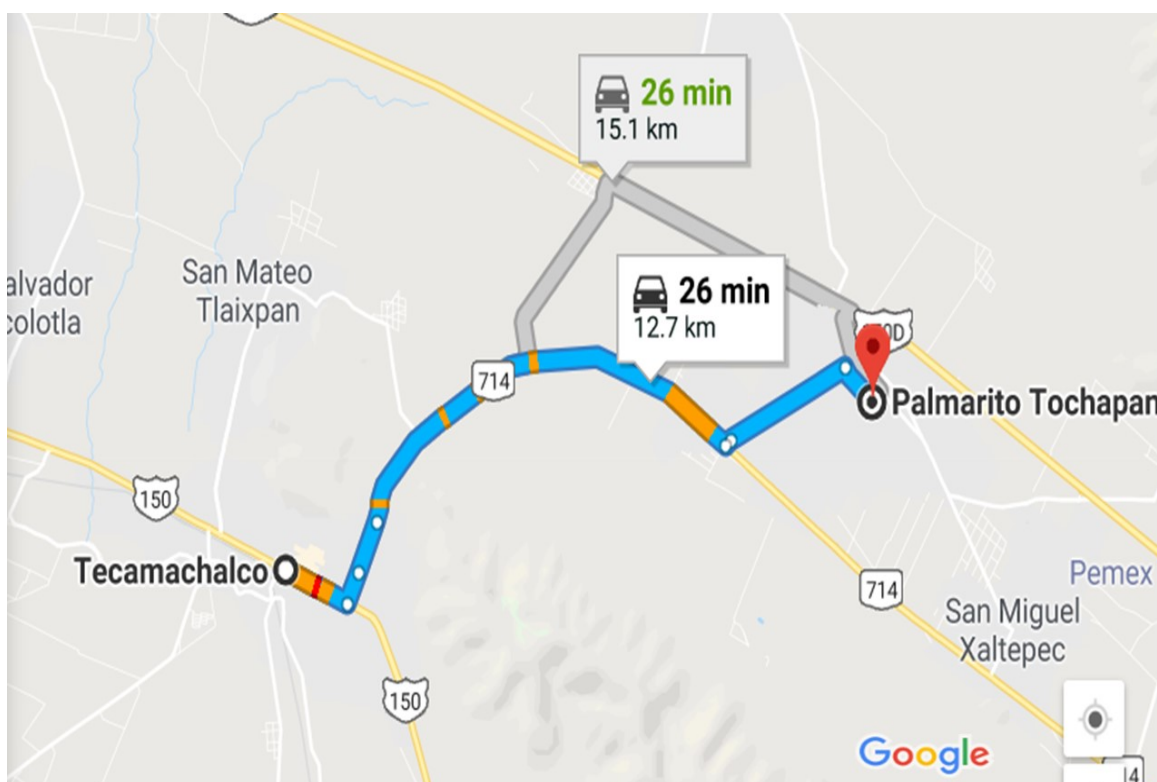 26 min
15.1 km
San Mateo
Tlaixpan
alvador
colotla
26 min
12.7 km
714
Palmarito Tochapan
150
Tecamachalco
Pemex
714
San Miguel
Xaltepec
150
Google